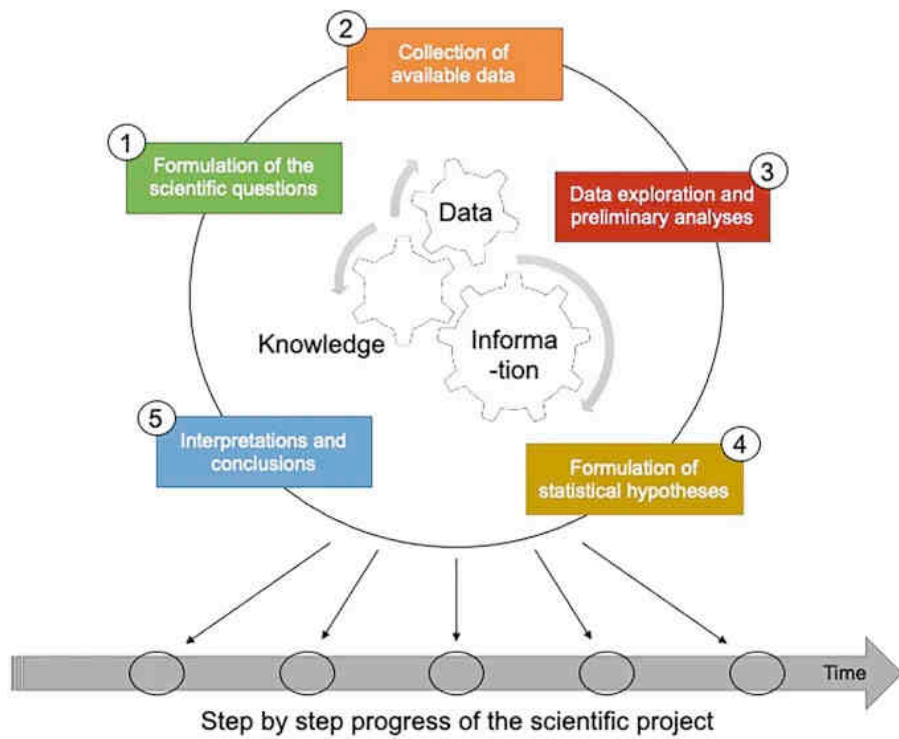 2
Collection of
available data
1
Formulation of the
scientific questions
3
Data exploration and
preliminary analyses
Data
Knowledge
Informa
-tion
5
Interpretations and
conclusions
4
Formulation of
statistical hypotheses
Time
Step by step progress of the scientific project